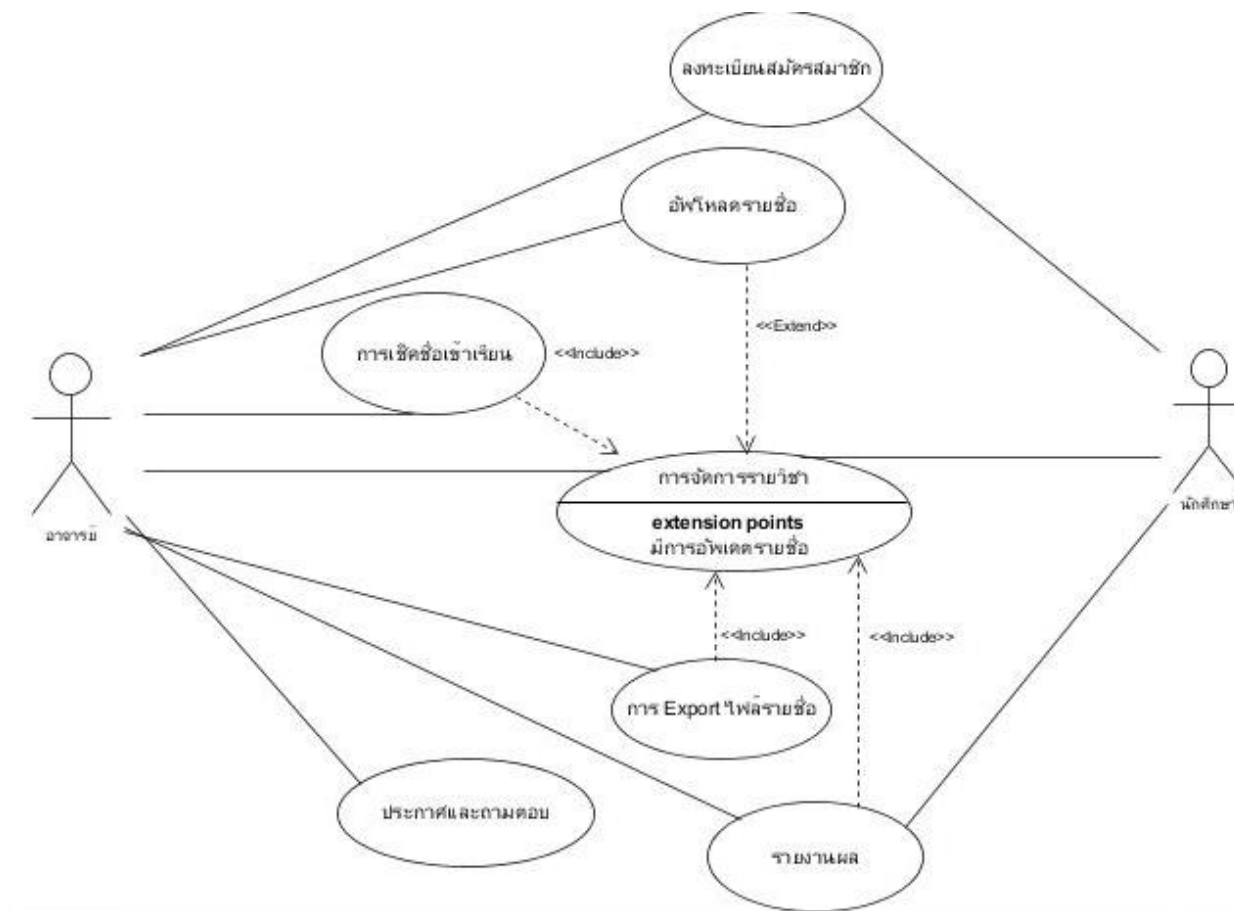 ลงทะเบียนสมัครสมาชิก
อัพโหลดรายชื่อ
<<Extend>>
การเช็คชื่อเข้าเรียน
<<Include>>
การจัดการรายวิชา
extension points
มีการอัพเดตรายชื่อ
อาจารย์
นักศึกษา
<<Include>>
<<Include>>
การ Export ไฟล์รายชื่อ
ประกาศและถามตอบ
รายงานผล